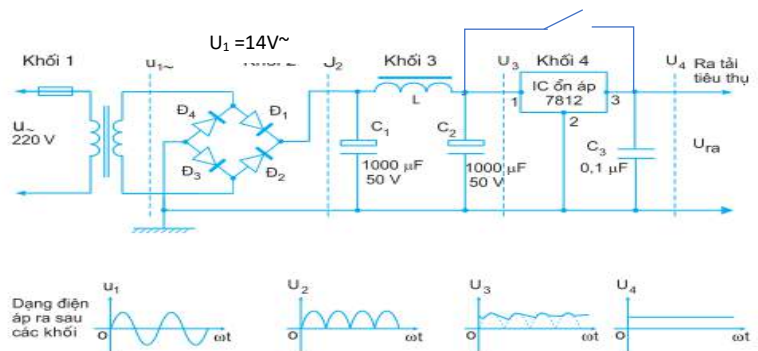 U₁ =14V~
Khối 1
u₁~
U₂
Khối 3
U₃
Khối 4
U₄
Ra tải
tiêu thụ
IC ổn áp
7812
1
3
2
L
u~
220 V
Đ₄
Đ₁
Đ₃
Đ₂
C₁
1000 µF
50 V
C₂
1000 µF
50 V
C₃
0,1 µF
Uᵣₐ
Dạng điện
áp ra sau
các khối
u₁
O
ωt
U₂
O
ωt
U₃
O
ωt
U₄
O
ωt